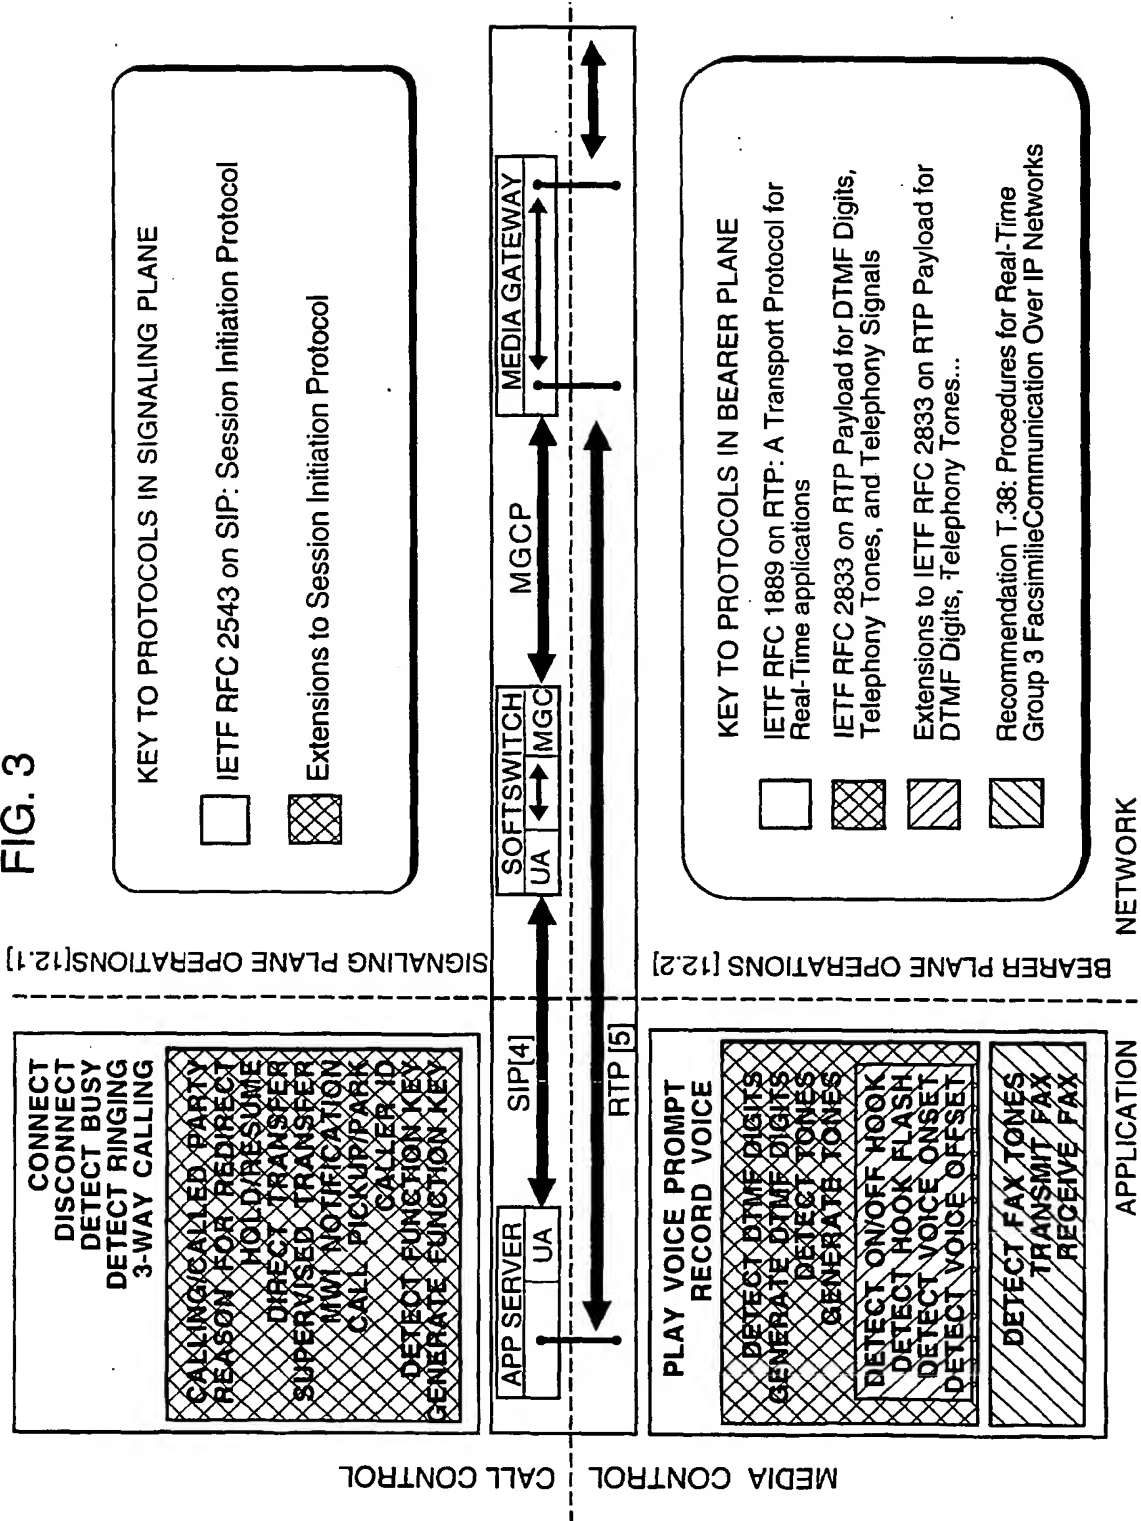 FIG. 3
CONNECT
DISCONNECT
DETECT BUSY
DETECT RINGING
3-WAY CALLING
CALLING/CALLED PARTY
REASON FOR REDIRECT
HOLD/RESUME
DIRECT TRANSFER
SUPERVISED TRANSFER
MWI NOTIFICATION
CALL PICKUP/PARK
CALLER ID
DETECT FUNCTION KEY
GENERATE FUNCTION KEY
SIGNALING PLANE OPERATIONS[12.1]
KEY TO PROTOCOLS IN SIGNALING PLANE
IETF RFC 2543 on SIP: Session Initiation Protocol
Extensions to Session Initiation Protocol
CALL CONTROL
APP SERVER
UA
SIP[4]
SOFTSWITCH
UA
MGC
MGCP
MEDIA GATEWAY
RTP [5]
MEDIA CONTROL
PLAY VOICE PROMPT
RECORD VOICE
DETECT DTMF DIGITS
GENERATE DTMF DIGITS
DETECT TONES
GENERATE TONES
DETECT ON/OFF HOOK
DETECT HOOK FLASH
DETECT VOICE ONSET
DETECT VOICE OFFSET
DETECT FAX TONES
TRANSMIT FAX
RECEIVE FAX
BEARER PLANE OPERATIONS [12.2]
KEY TO PROTOCOLS IN BEARER PLANE
IETF RFC 1889 on RTP: A Transport Protocol for
Real-Time applications
IETF RFC 2833 on RTP Payload for DTMF Digits,
Telephony Tones, and Telephony Signals
Extensions to IETF RFC 2833 on RTP Payload for
DTMF Digits, Telephony Tones...
Recommendation T.38: Procedures for Real-Time
Group 3 FacsimilieCommunication Over IP Networks
APPLICATION
NETWORK